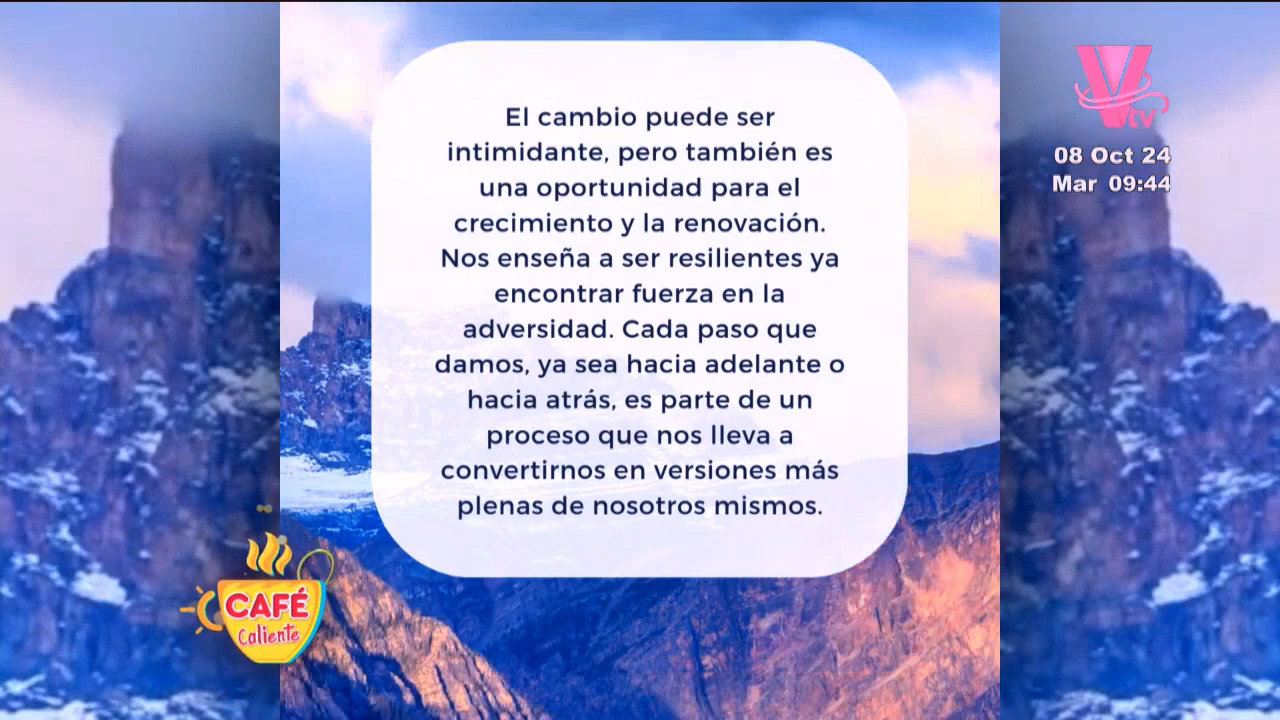 El cambio puede ser
intimidante, pero también es
una oportunidad para el
crecimiento y la renovación.
Nos enseña a ser resilientes ya
encontrar fuerza en la
adversidad. Cada paso que
damos, ya sea hacia adelante o
hacia atrás, es parte de un
proceso que nos lleva a
convertirnos en versiones más
plenas de nosotros mismos.
Vtv
08 Oct 24
Mar 09:44
CAFÉ
Caliente